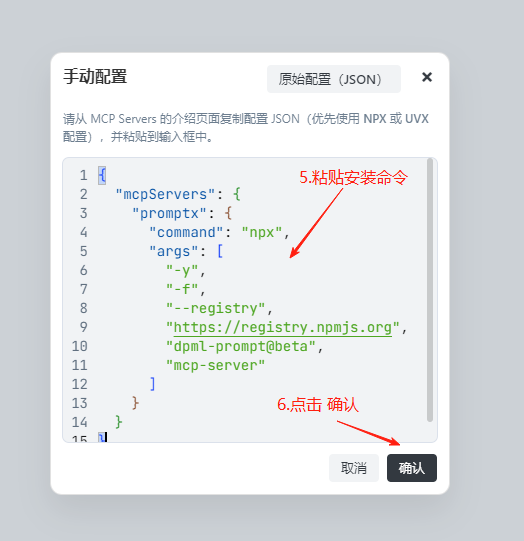 手动配置
原始配置（JSON）
请从 MCP Servers 的介绍页面复制配置 JSON（优先使用 NPX 或 UVX
配置），并粘贴到输入框中。
1 {
2 "mcpServers": {
3 "promptx": {
4 "command": "npx",
5 "args": [
6 "-y",
7 "-f",
8 "--registry",
9 "https://registry.npmjs.org",
10 "dpml-prompt@beta",
11 "mcp-server"
12 ]
13 }
14 }
15 }
5.粘贴安装命令
6.点击 确认
取消
确认